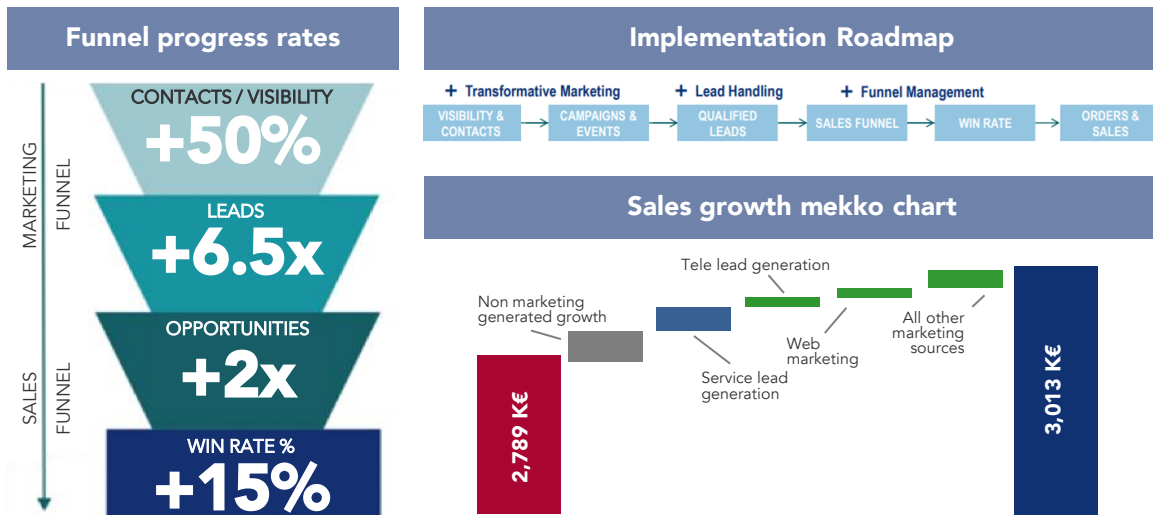 Funnel progress rates
MARKETING
FUNNEL
SALES
FUNNEL
CONTACTS / VISIBILITY
+50%
LEADS
+6.5x
OPPORTUNITIES
+2x
WIN RATE %
+15%
Implementation Roadmap
+ Transformative Marketing
+ Lead Handling
+ Funnel Management
VISIBILITY &
CONTACTS
CAMPAIGNS &
EVENTS
QUALIFIED
LEADS
SALES FUNNEL
WIN RATE
ORDERS &
SALES
Sales growth mekko chart
2,789 K€
Non marketing
generated growth
Service lead
generation
Tele lead generation
Web
marketing
All other
marketing
sources
3,013 K€